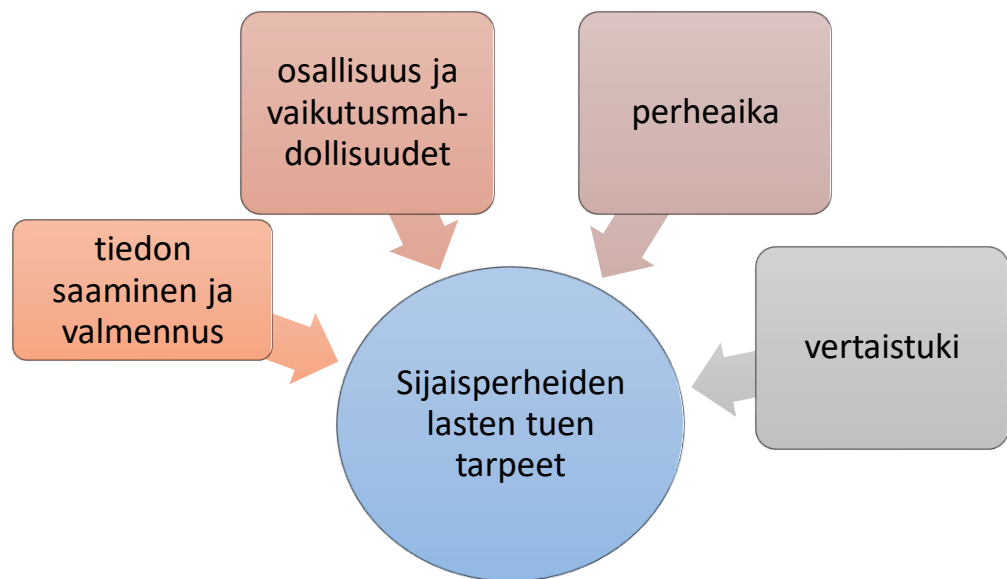 osallisuus ja
vaikutusmah-
dollisuudet
perheaika
tiedon
saaminen ja
valmennus
vertaistuki
Sijaisperheiden
lasten tuen
tarpeet